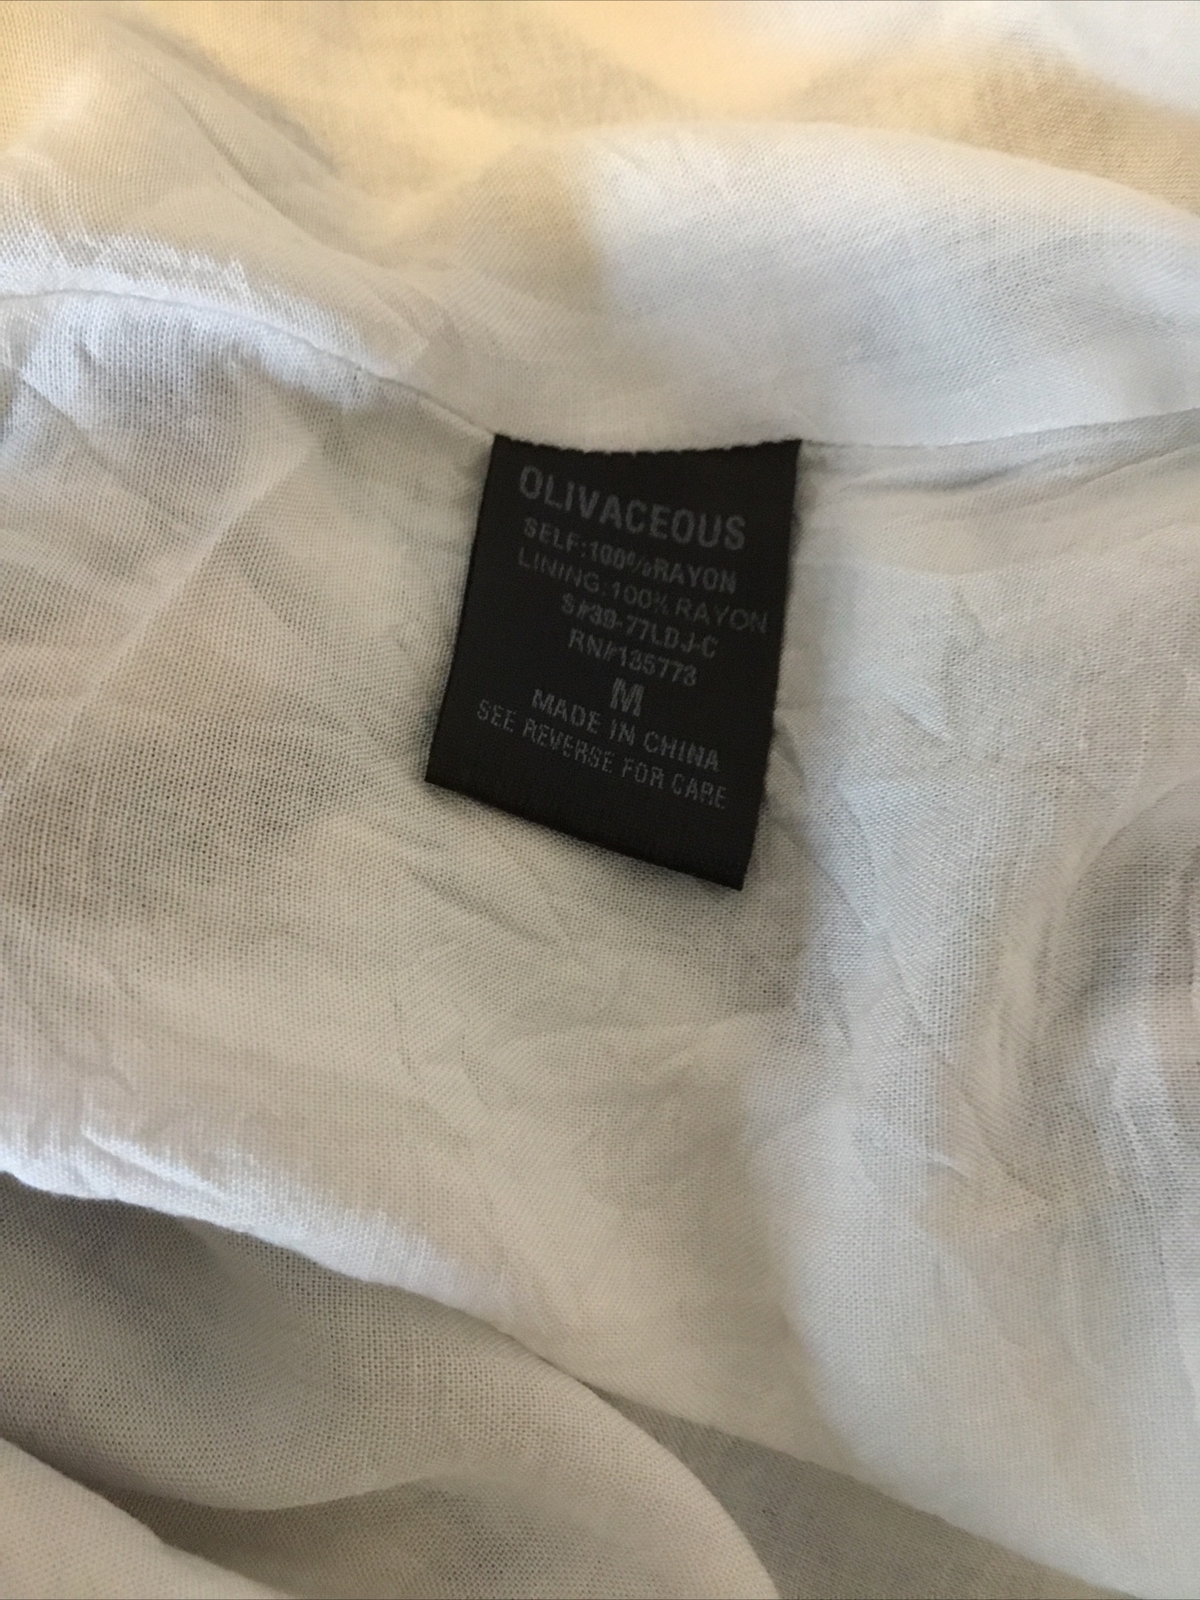 OLIVACEOUS
SELF:100%RAYON
LINING:100% RAYON
S#39-77LDJ-C
RN#135773
M
MADE IN CHINA
SEE REVERSE FOR CARE